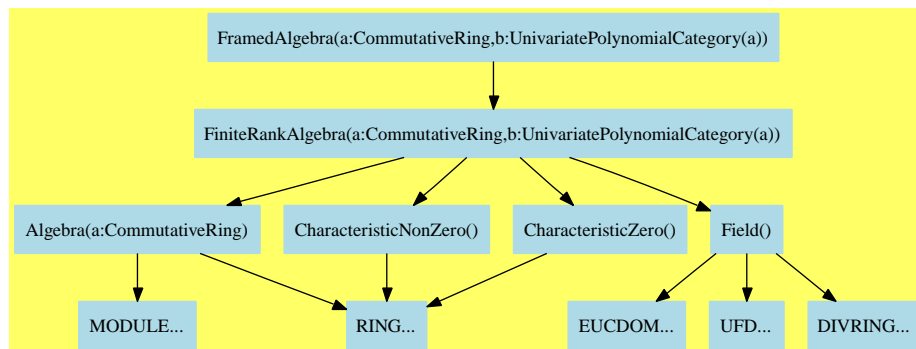 FramedAlgebra(a:CommutativeRing,b:UnivariatePolynomialCategory(a))
FiniteRankAlgebra(a:CommutativeRing,b:UnivariatePolynomialCategory(a))
Algebra(a:CommutativeRing)
CharacteristicNonZero()
CharacteristicZero()
Field()
MODULE...
RING...
EUCDOM...
UFD...
DIVRING...